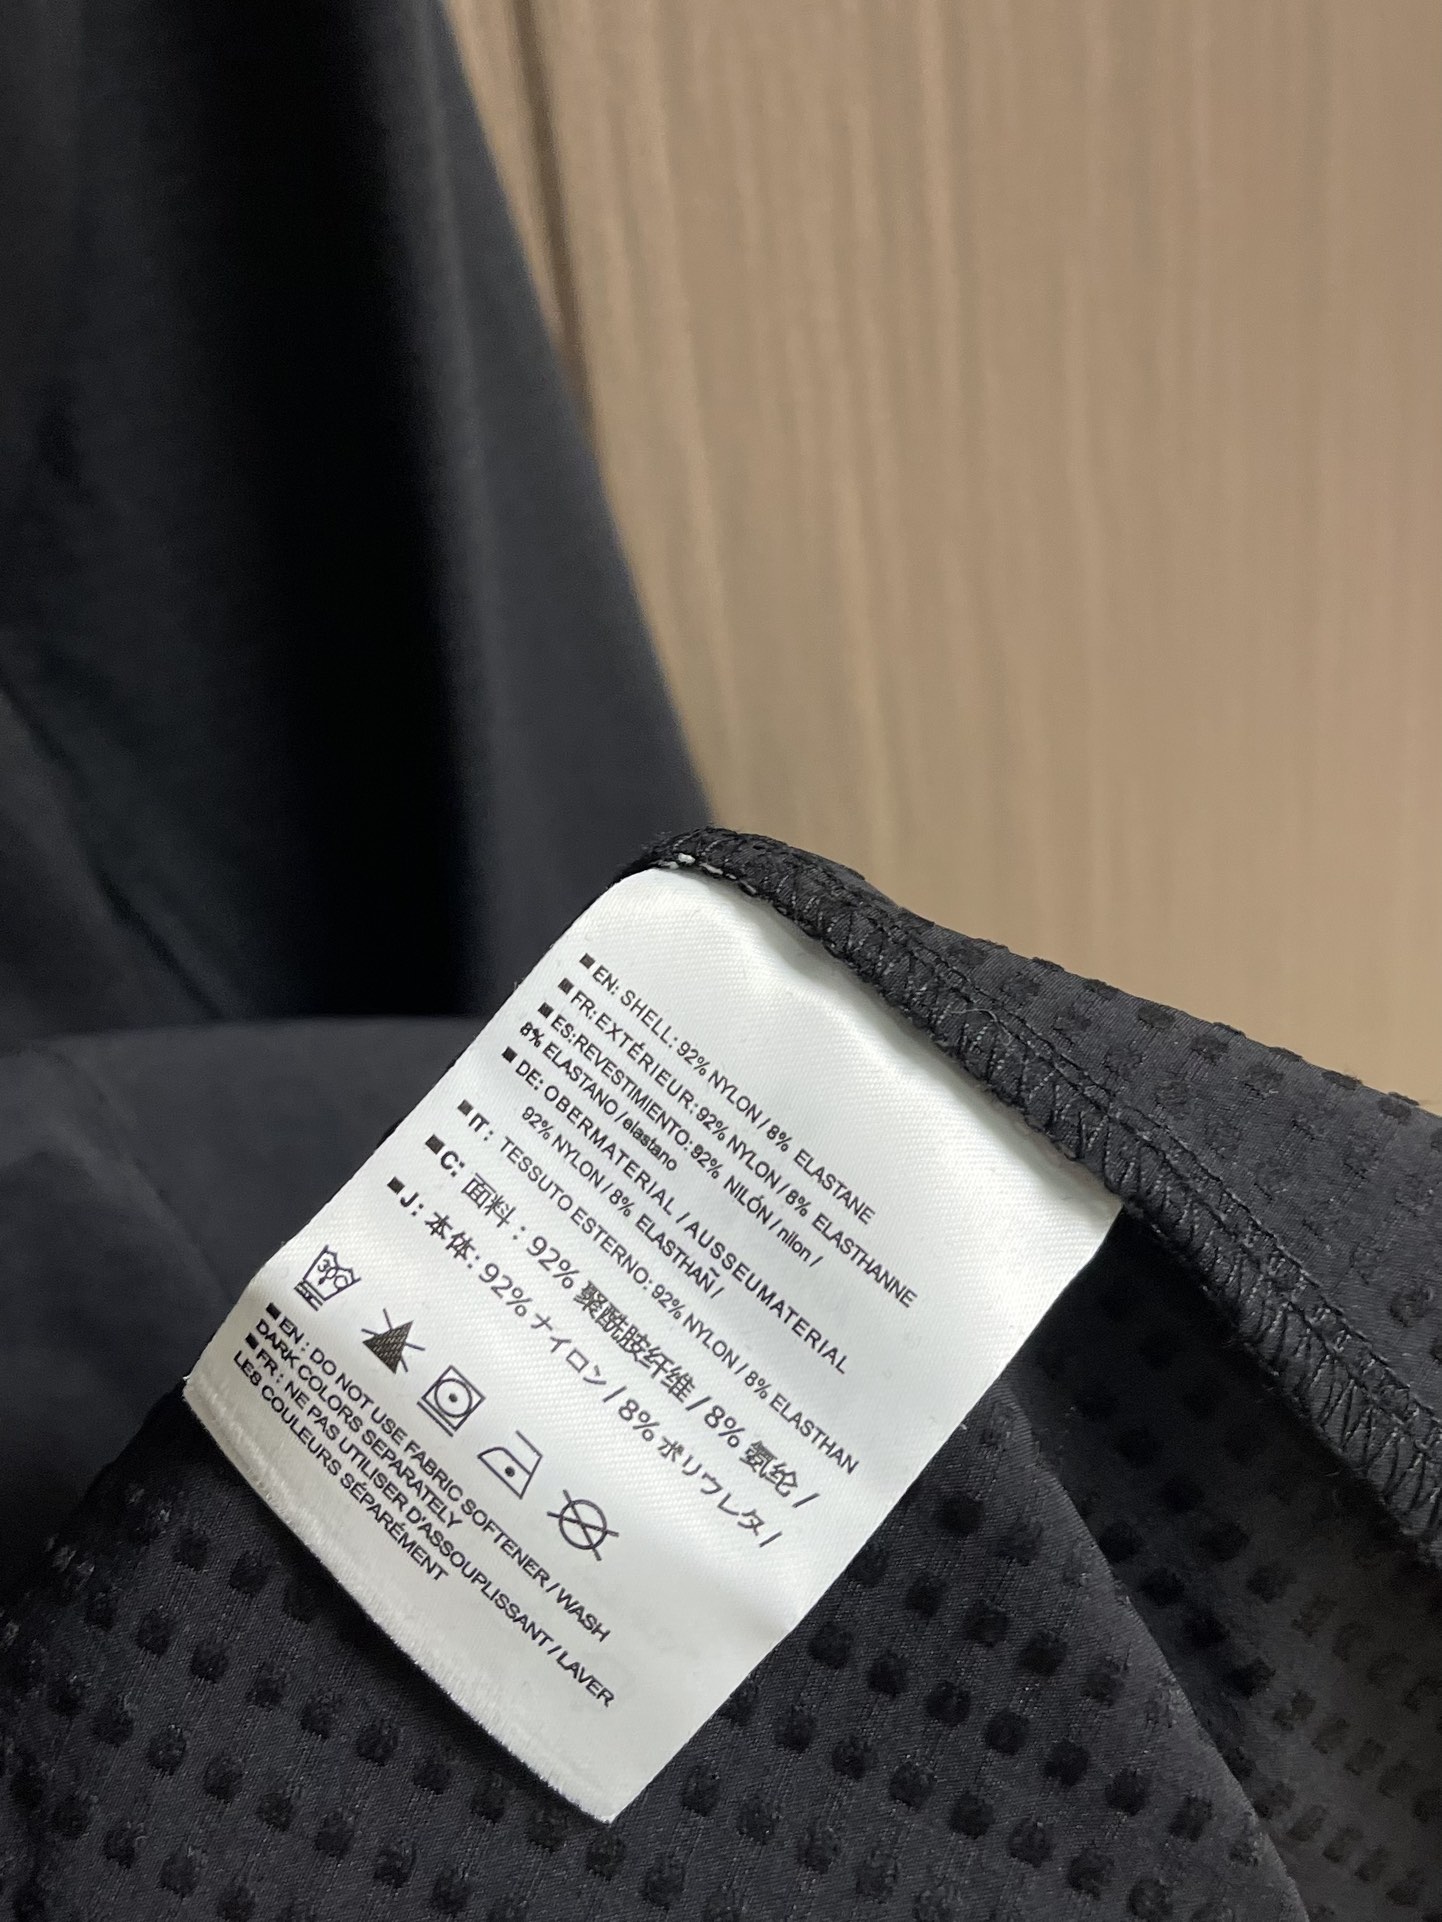 ■EN: SHELL: 92% NYLON / 8% ELASTANE
■FR: EXTÉRIEUR: 92% NYLON / 8% ELASTHANNE
■ES:REVESTIMIENTO: 92% NILÓN / nilon /
8% ELASTANO / elastano
■DE: OBERMATERIAL / AUSSEUMATERIAL
92% NYLON / 8% ELASTHAÑ /
■IT: TESSUTO ESTERNO: 92% NYLON / 8% ELASTHAN
■C: 面料：92% 聚酰胺纤维 / 8% 氨纶 /
■J: 本体: 92% ナイロン / 8% ポリウレタ /
30C
■EN : DO NOT USE FABRIC SOFTENER / WASH
DARK COLORS SEPARATELY
■FR : NE PAS UTILISER D'ASSOUPLISSANT / LAVER
LES COULEURS SÉPARÉMENT